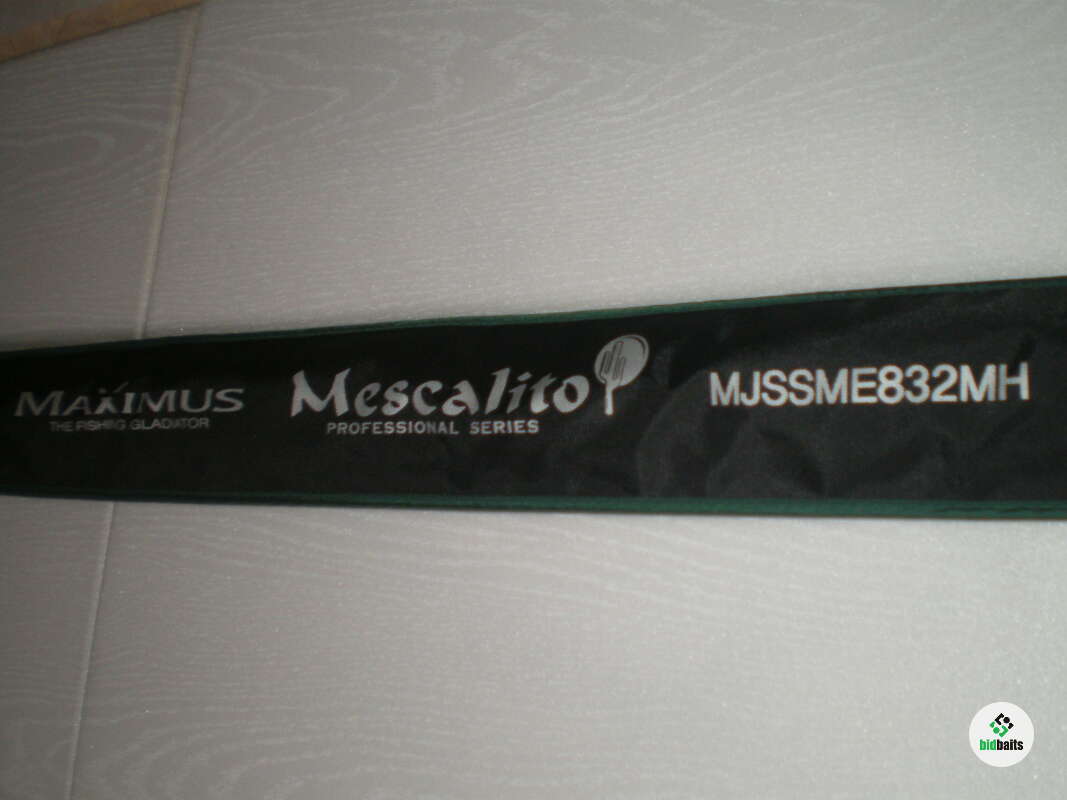 MAXIMUS
THE FISHING GLADIATOR
Mescalito
PROFESSIONAL SERIES
MJSSME832MH
bidbaits